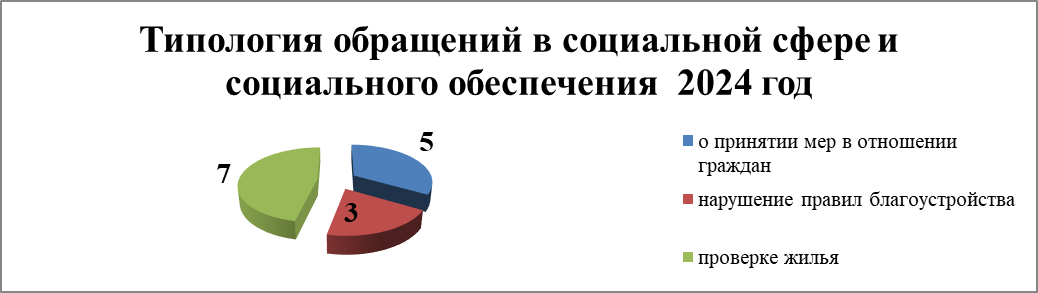 Типология обращений в социальной сфере и
социального обеспечения 2024 год
5
7
3
о принятии мер в отношении
граждан
нарушение правил благоустройства
проверке жилья